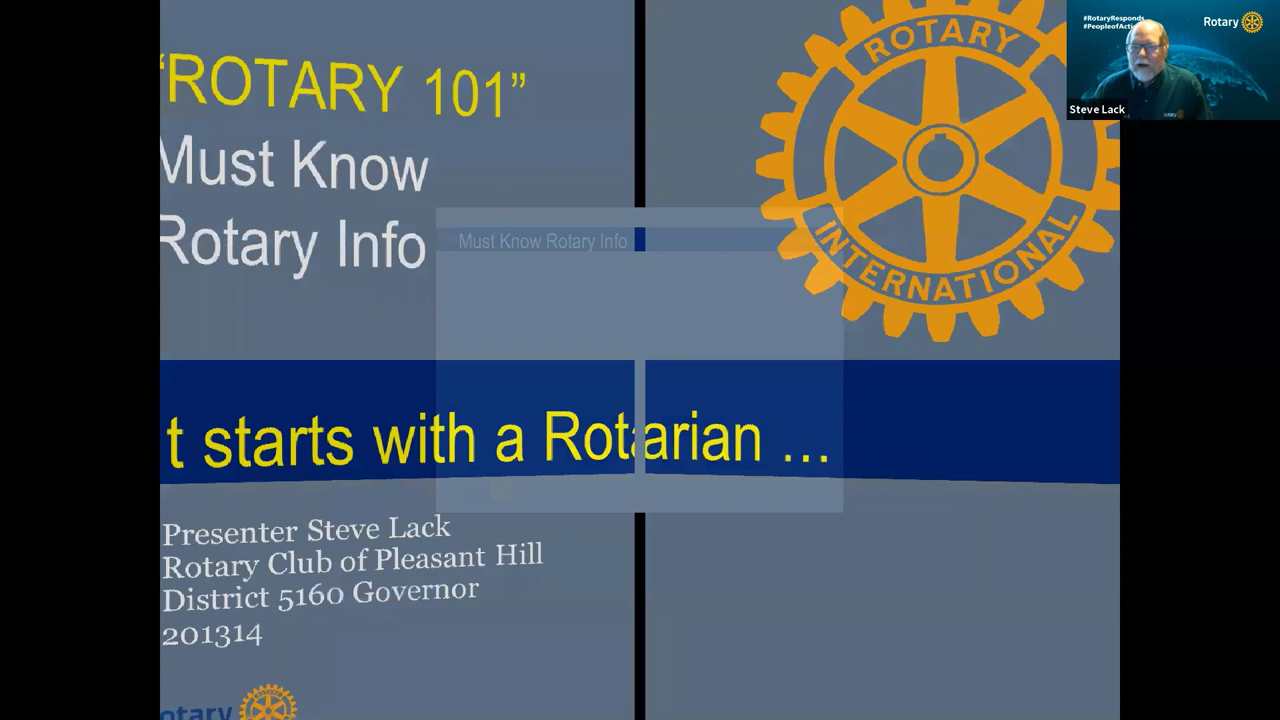 “ROTARY 101”
Must Know
Rotary Info
Must Know Rotary Info
t starts with a Rotarian ...
Presenter Steve Lack
Rotary Club of Pleasant Hill
District 5160 Governor
201314
otary
ROTARY
INTERNATIONAL
#RotaryResponds
#PeopleofActi
Rotary
Steve Lack